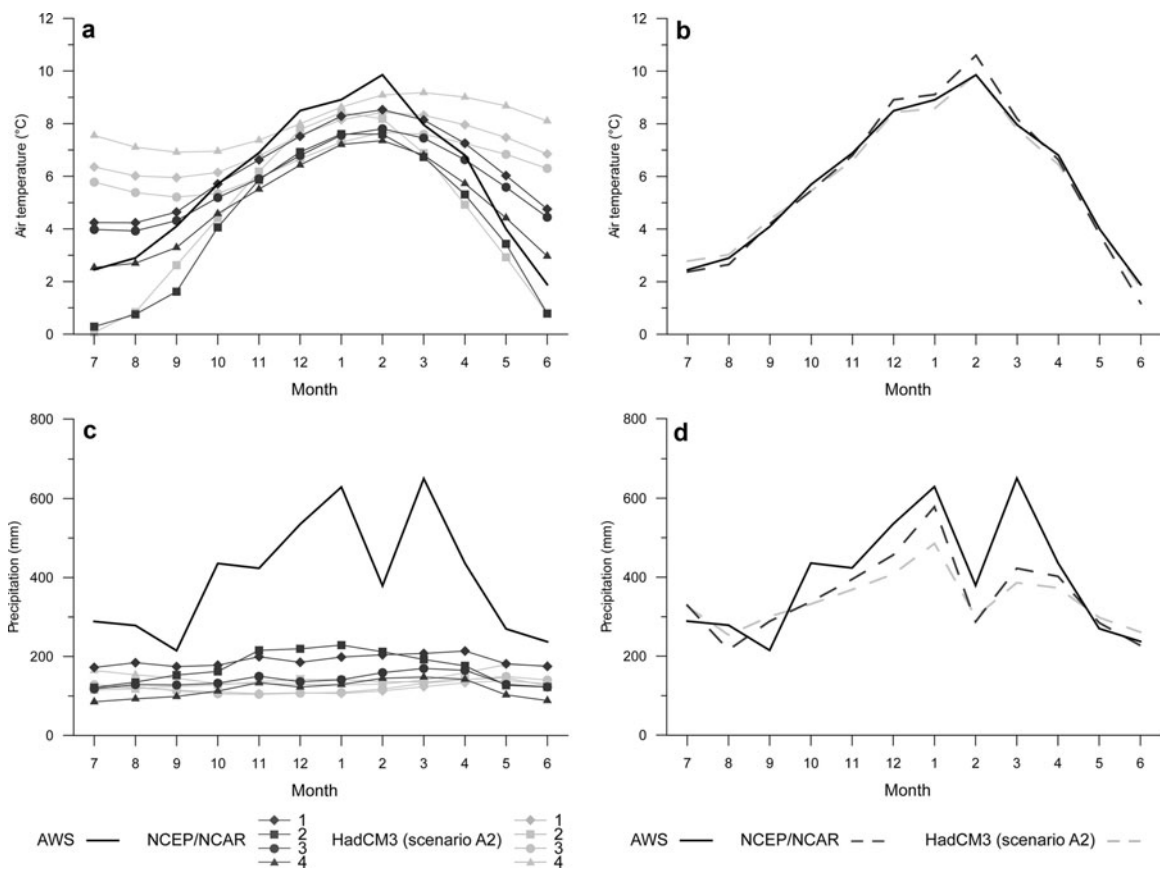 a
12
10
8
6
4
2
0
Air temperature (°C)
7 8 9 10 11 12 1 2 3 4 5 6
Month
b
12
10
8
6
4
2
0
Air temperature (°C)
7 8 9 10 11 12 1 2 3 4 5 6
Month
c
800
600
400
200
0
Precipitation (mm)
7 8 9 10 11 12 1 2 3 4 5 6
Month
d
800
600
400
200
0
Precipitation (mm)
7 8 9 10 11 12 1 2 3 4 5 6
Month
AWS NCEP/NCAR 1 2 3 4 HadCM3 (scenario A2) 1 2 3 4
AWS NCEP/NCAR HadCM3 (scenario A2)